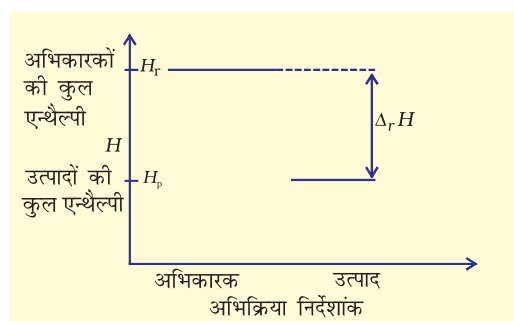 अभिकारकों
की कुल
एन्थैल्पी
Hr
ΔrH
H
उत्पादों की
कुल एन्थैल्पी
Hp
अभिकारक
उत्पाद
अभिक्रिया निर्देशांक